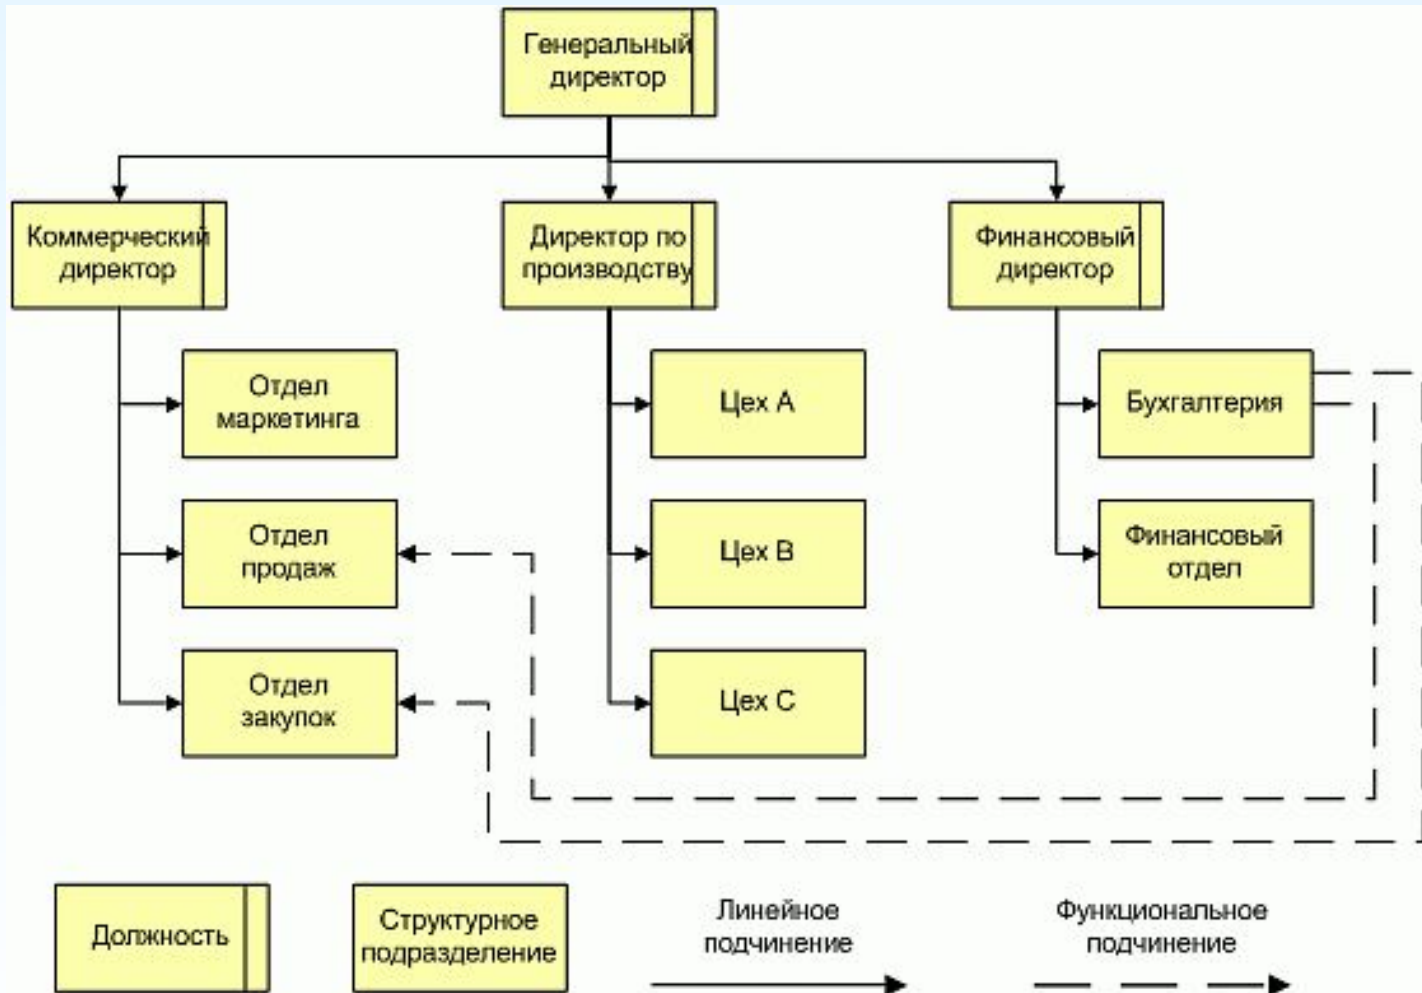 Генеральный
директор
Коммерческий
директор
Директор по
производству
Финансовый
директор
Отдел
маркетинга
Цех А
Бухгалтерия
Отдел
продаж
Цех В
Финансовый
отдел
Отдел
закупок
Цех С
Должность
Структурное
подразделение
Линейное
подчинение
Функциональное
подчинение